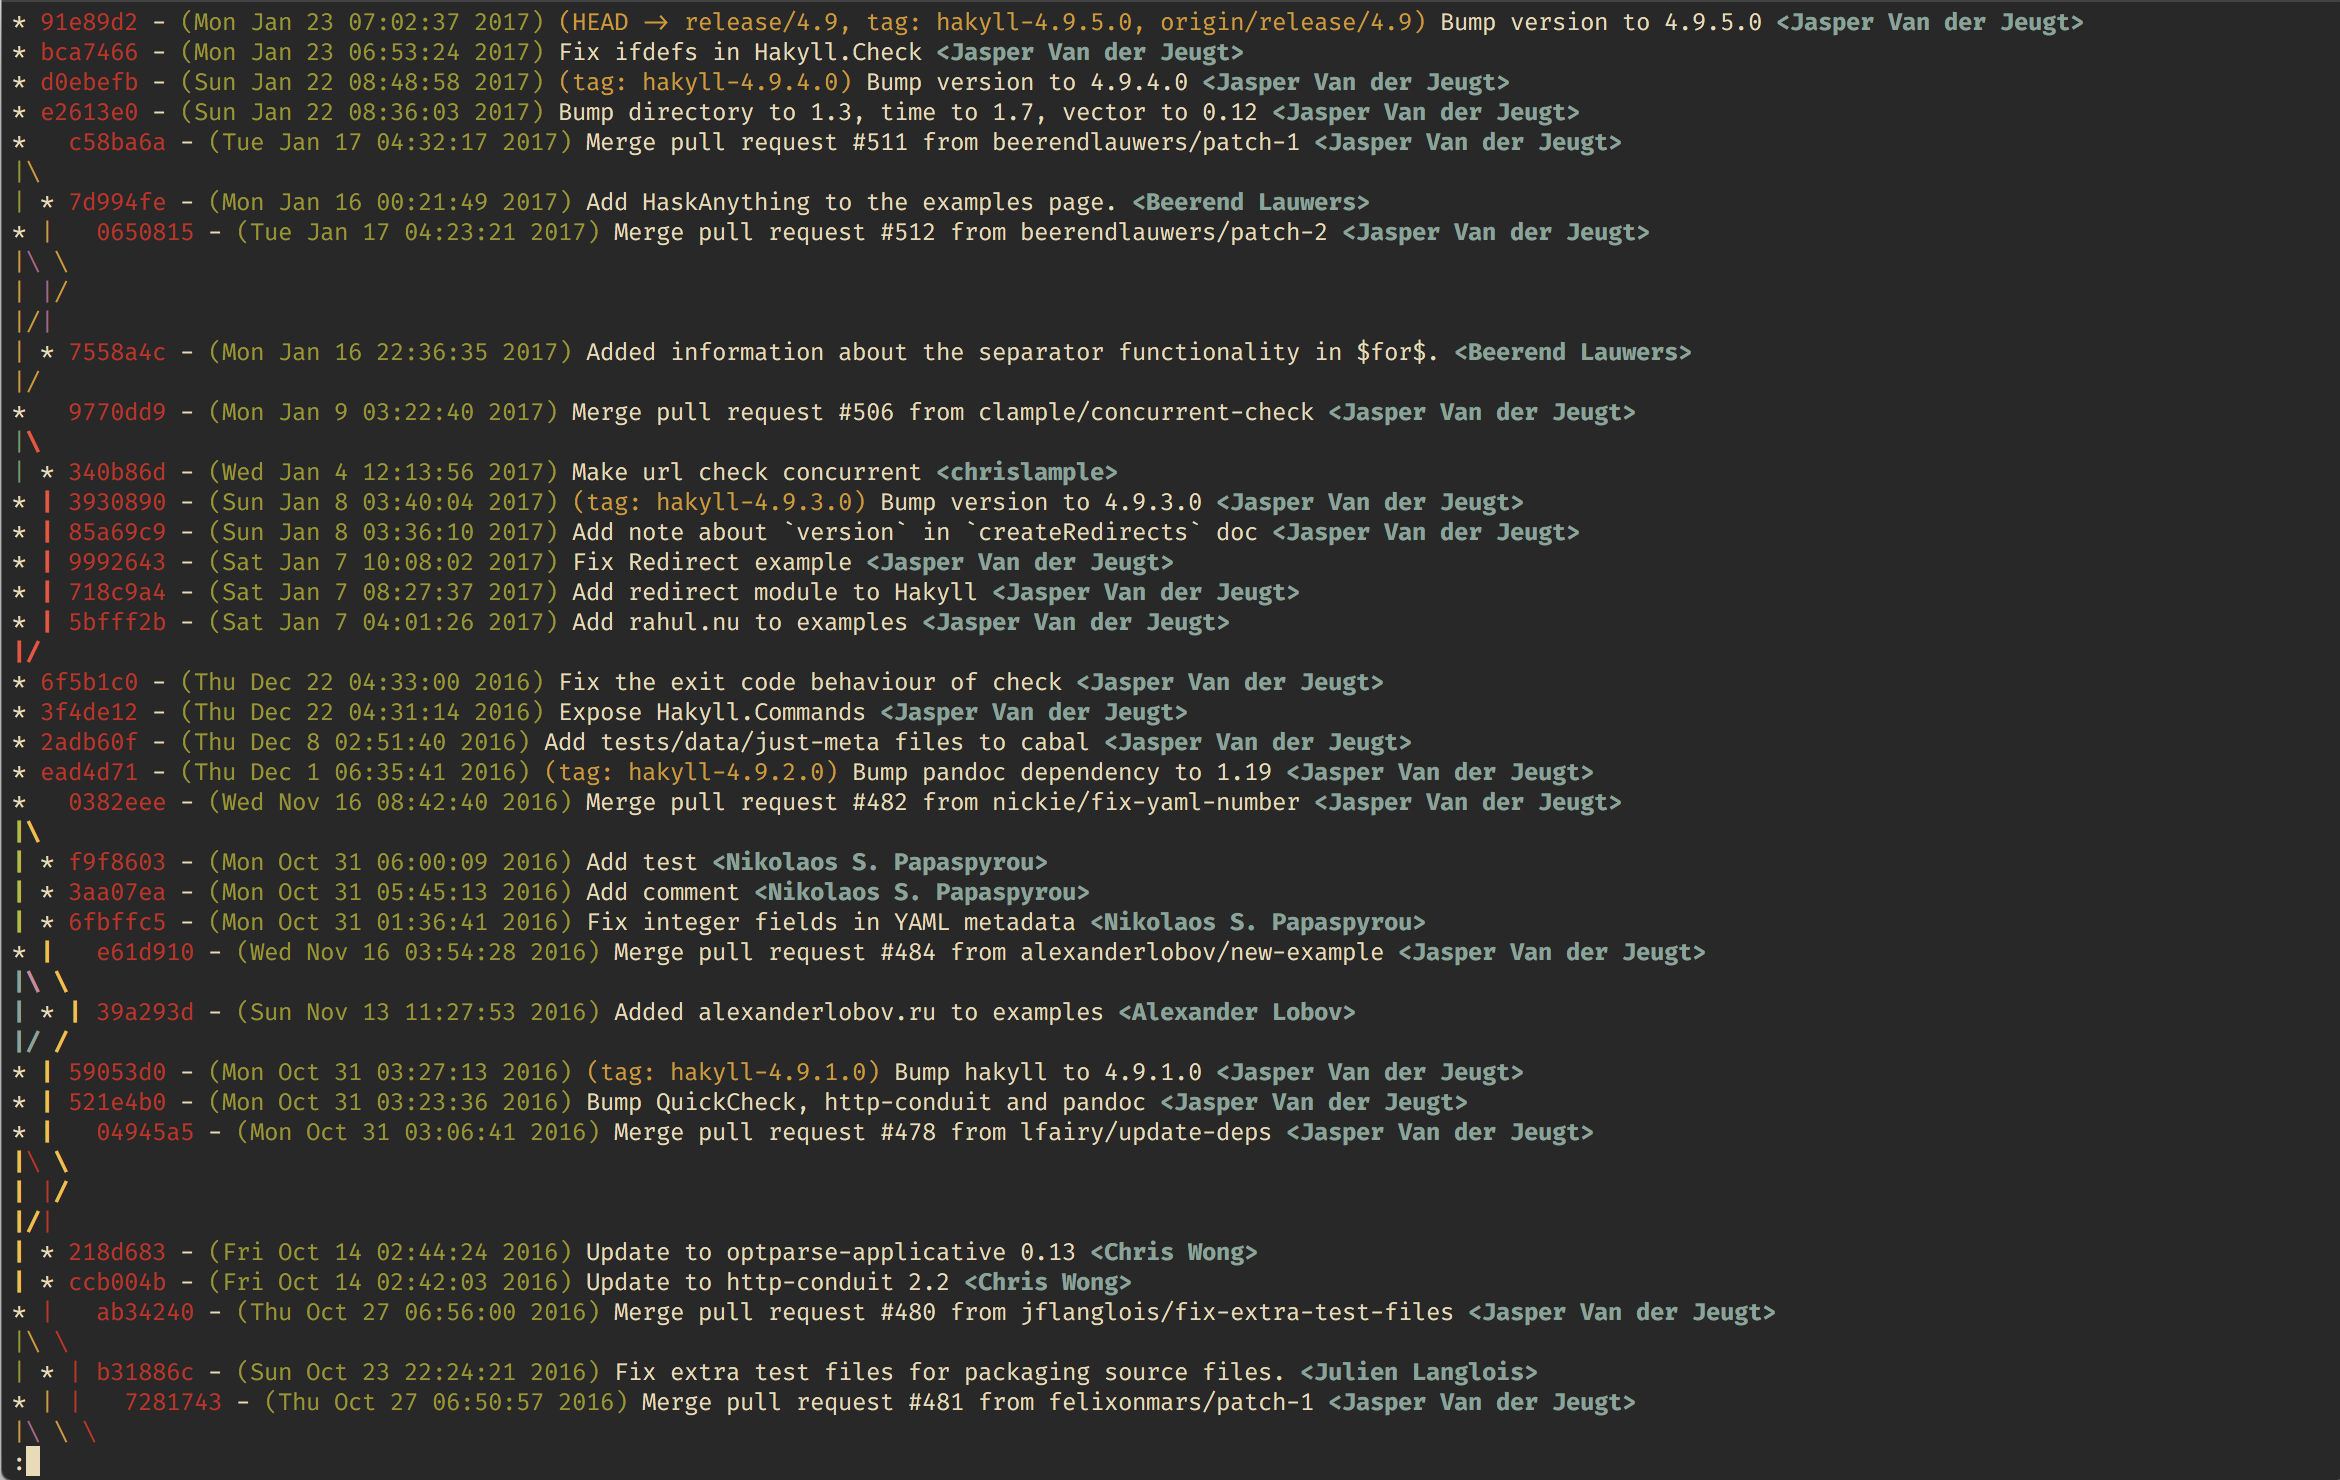 * 91e89d2 - (Mon Jan 23 07:02:37 2017) (HEAD -> release/4.9, tag: hakyll-4.9.5.0, origin/release/4.9) Bump version to 4.9.5.0 <Jasper Van der Jeugt>
* bca7466 - (Mon Jan 23 06:53:24 2017) Fix ifdefs in Hakyll.Check <Jasper Van der Jeugt>
* d0ebefb - (Sun Jan 22 08:48:58 2017) (tag: hakyll-4.9.4.0) Bump version to 4.9.4.0 <Jasper Van der Jeugt>
* e2613e0 - (Sun Jan 22 08:36:03 2017) Bump directory to 1.3, time to 1.7, vector to 0.12 <Jasper Van der Jeugt>
*   c58ba6a - (Tue Jan 17 04:32:17 2017) Merge pull request #511 from beerendlauwers/patch-1 <Jasper Van der Jeugt>
|\
| * 7d994fe - (Mon Jan 16 00:21:49 2017) Add HaskAnything to the examples page. <Beerend Lauwers>
* |   0650815 - (Tue Jan 17 04:23:21 2017) Merge pull request #512 from beerendlauwers/patch-2 <Jasper Van der Jeugt>
|\ \
| |/
|/|
| * 7558a4c - (Mon Jan 16 22:36:35 2017) Added information about the separator functionality in $for$. <Beerend Lauwers>
|/
*   9770dd9 - (Mon Jan 9 03:22:40 2017) Merge pull request #506 from clample/concurrent-check <Jasper Van der Jeugt>
|\
| * 340b86d - (Wed Jan 4 12:13:56 2017) Make url check concurrent <chrislample>
* | 3930890 - (Sun Jan 8 03:40:04 2017) (tag: hakyll-4.9.3.0) Bump version to 4.9.3.0 <Jasper Van der Jeugt>
* | 85a69c9 - (Sun Jan 8 03:36:10 2017) Add note about `version` in `createRedirects` doc <Jasper Van der Jeugt>
* | 9992643 - (Sat Jan 7 10:08:02 2017) Fix Redirect example <Jasper Van der Jeugt>
* | 718c9a4 - (Sat Jan 7 08:27:37 2017) Add redirect module to Hakyll <Jasper Van der Jeugt>
* | 5bfff2b - (Sat Jan 7 04:01:26 2017) Add rahul.nu to examples <Jasper Van der Jeugt>
|/
* 6f5b1c0 - (Thu Dec 22 04:33:00 2016) Fix the exit code behaviour of check <Jasper Van der Jeugt>
* 3f4de12 - (Thu Dec 22 04:31:14 2016) Expose Hakyll.Commands <Jasper Van der Jeugt>
* 2adb60f - (Thu Dec 8 02:51:40 2016) Add tests/data/just-meta files to cabal <Jasper Van der Jeugt>
* ead4d71 - (Thu Dec 1 06:35:41 2016) (tag: hakyll-4.9.2.0) Bump pandoc dependency to 1.19 <Jasper Van der Jeugt>
*   0382eee - (Wed Nov 16 08:42:40 2016) Merge pull request #482 from nickie/fix-yaml-number <Jasper Van der Jeugt>
|\
| * f9f8603 - (Mon Oct 31 06:00:09 2016) Add test <Nikolaos S. Papaspyrou>
| * 3aa07ea - (Mon Oct 31 05:45:13 2016) Add comment <Nikolaos S. Papaspyrou>
| * 6fbffc5 - (Mon Oct 31 01:36:41 2016) Fix integer fields in YAML metadata <Nikolaos S. Papaspyrou>
* |   e61d910 - (Wed Nov 16 03:54:28 2016) Merge pull request #484 from alexanderlobov/new-example <Jasper Van der Jeugt>
|\ \
| * | 39a293d - (Sun Nov 13 11:27:53 2016) Added alexanderlobov.ru to examples <Alexander Lobov>
|/ /
* | 59053d0 - (Mon Oct 31 03:27:13 2016) (tag: hakyll-4.9.1.0) Bump hakyll to 4.9.1.0 <Jasper Van der Jeugt>
* | 521e4b0 - (Mon Oct 31 03:23:36 2016) Bump QuickCheck, http-conduit and pandoc <Jasper Van der Jeugt>
* |   04945a5 - (Mon Oct 31 03:06:41 2016) Merge pull request #478 from lfairy/update-deps <Jasper Van der Jeugt>
|\ \
| |/
|/|
| * 218d683 - (Fri Oct 14 02:44:24 2016) Update to optparse-applicative 0.13 <Chris Wong>
| * ccb004b - (Fri Oct 14 02:42:03 2016) Update to http-conduit 2.2 <Chris Wong>
* |   ab34240 - (Thu Oct 27 06:56:00 2016) Merge pull request #480 from jflanglois/fix-extra-test-files <Jasper Van der Jeugt>
|\ \
| * | b31886c - (Sun Oct 23 22:24:21 2016) Fix extra test files for packaging source files. <Julien Langlois>
* | |   7281743 - (Thu Oct 27 06:50:57 2016) Merge pull request #481 from felixonmars/patch-1 <Jasper Van der Jeugt>
|\ \ \
: